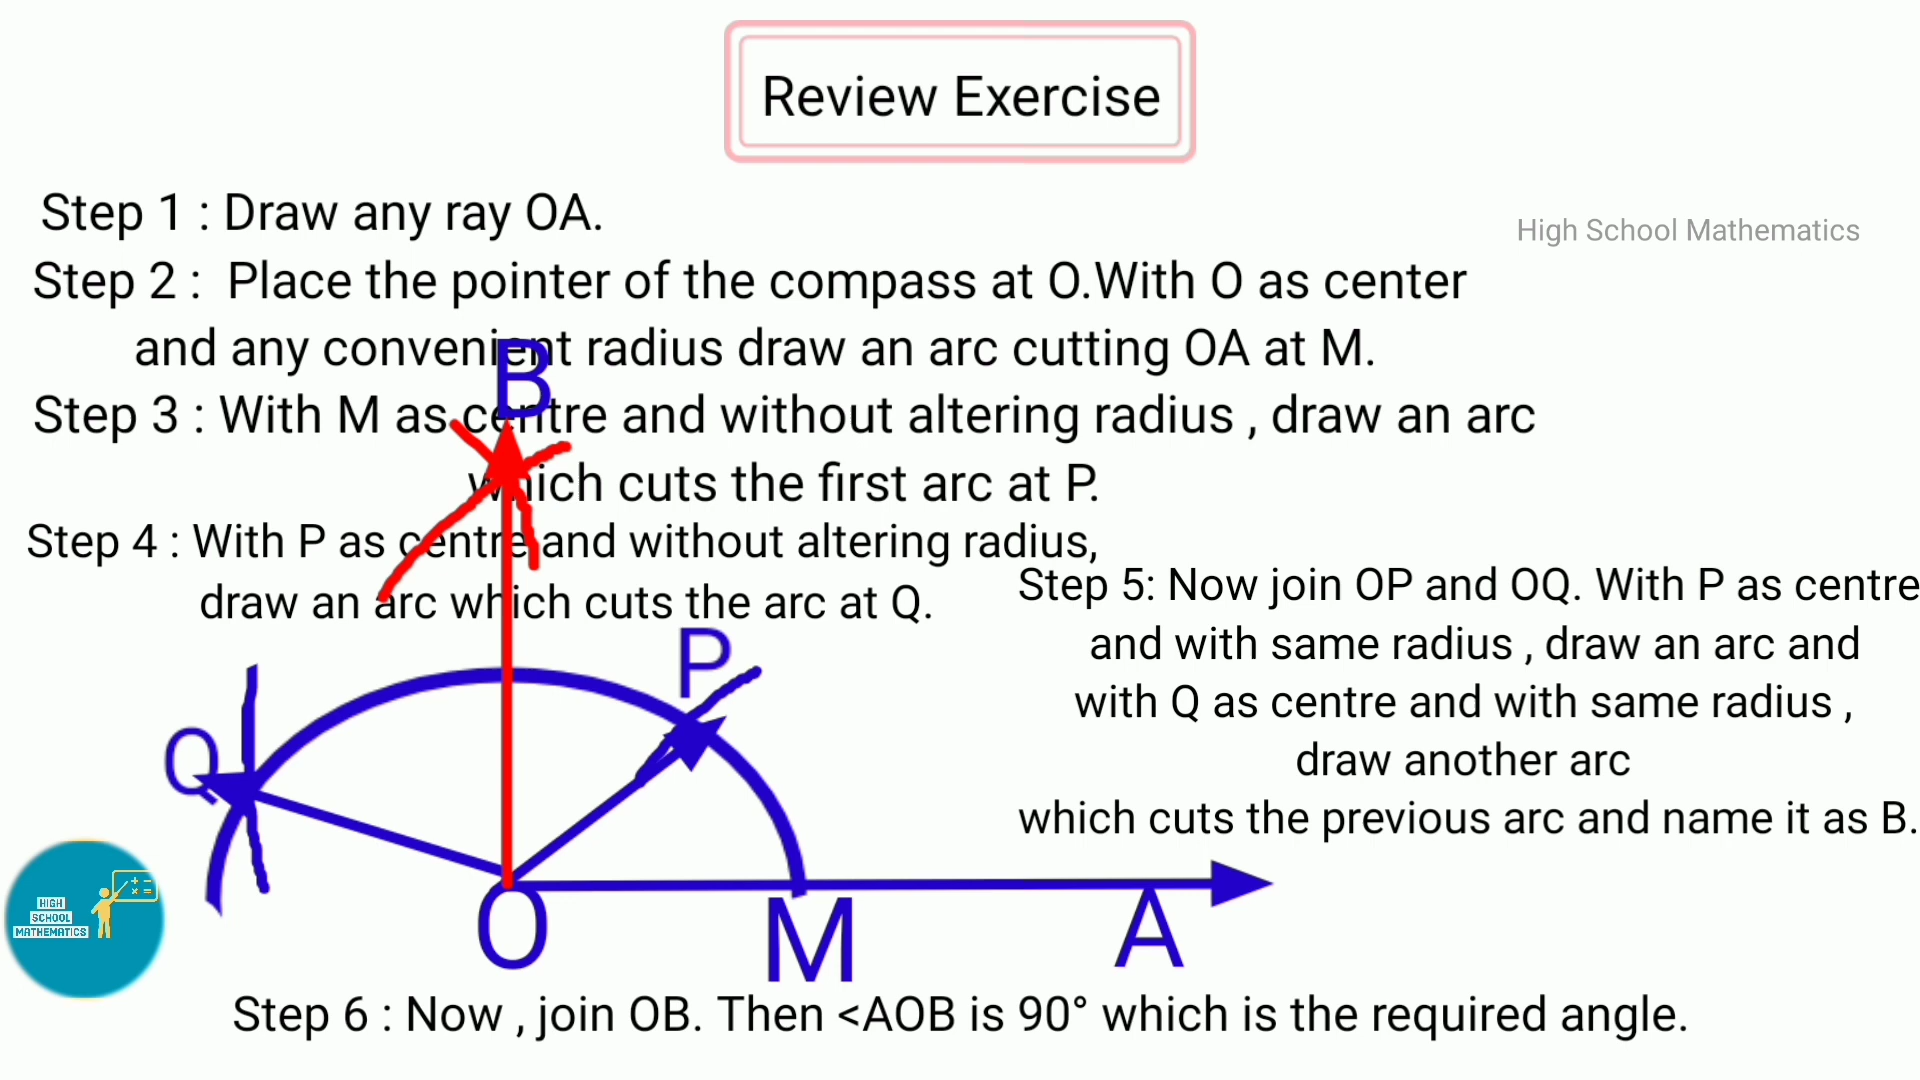 Review Exercise
Step 1 : Draw any ray OA.
High School Mathematics
Step 2 : Place the pointer of the compass at O.With O as center
and any convenient radius draw an arc cutting OA at M.
B
Step 3 : With M as centre and without altering radius , draw an arc
which cuts the first arc at P.
Step 4 : With P as centre and without altering radius,
draw an arc which cuts the arc at Q.
Step 5: Now join OP and OQ. With P as centre
and with same radius , draw an arc and
with Q as centre and with same radius ,
draw another arc
which cuts the previous arc and name it as B.
P
Q
O
M
A
HIGH
SCHOOL
MATHEMATICS
+ −
× =
Step 6 : Now , join OB. Then <AOB is 90° which is the required angle.